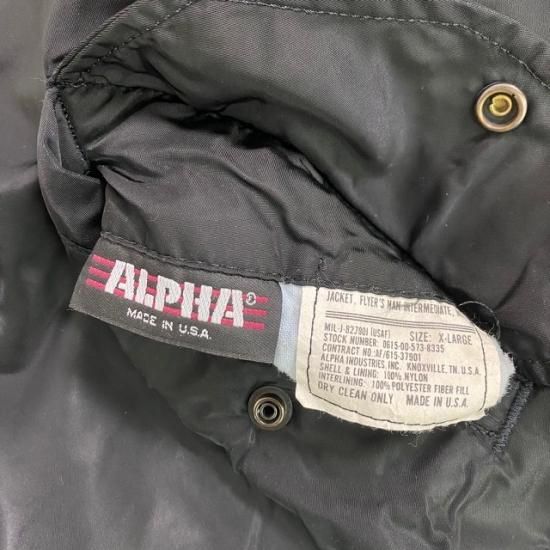 ALPHA®
MADE IN U.S.A.
JACKET, FLYER'S MAN INTERMEDIATE,
MIL-J-8279OI (USAF) SIZE: X-LARGE
STOCK NUMBER: 0615-00-573-8335
CONTRACT NO:/AF/615-37901
ALPHA INDUSTRIES, INC. KNOXVILLE, TN. U.S.A.
SHELL & LINING: 100% NYLON
INTERLINING: 100% POLYESTER FIBER FILL
DRY CLEAN ONLY MADE IN U.S.A.